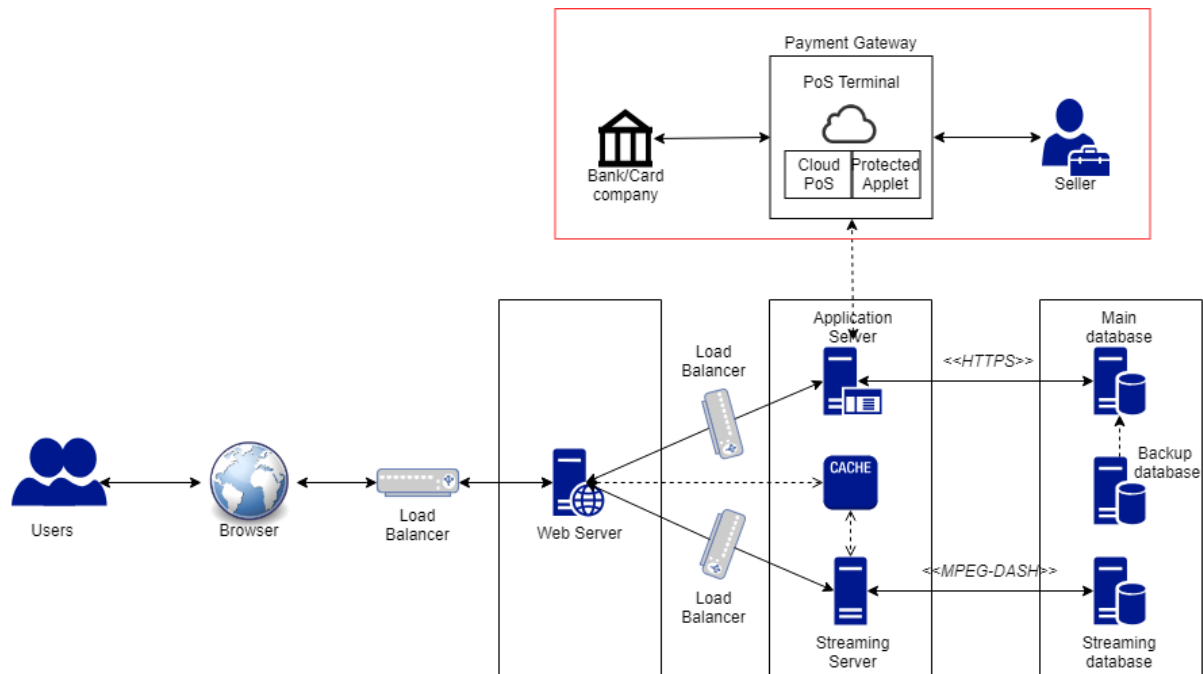 Payment Gateway
PoS Terminal
Cloud
PoS
Protected
Applet
Bank/Card
company
Seller
Application
Server
Main
database
Load
Balancer
<<HTTPS>>
CACHE
Backup
database
Users
Browser
Load
Balancer
Web Server
<<MPEG-DASH>>
Load
Balancer
Streaming
Server
Streaming
database